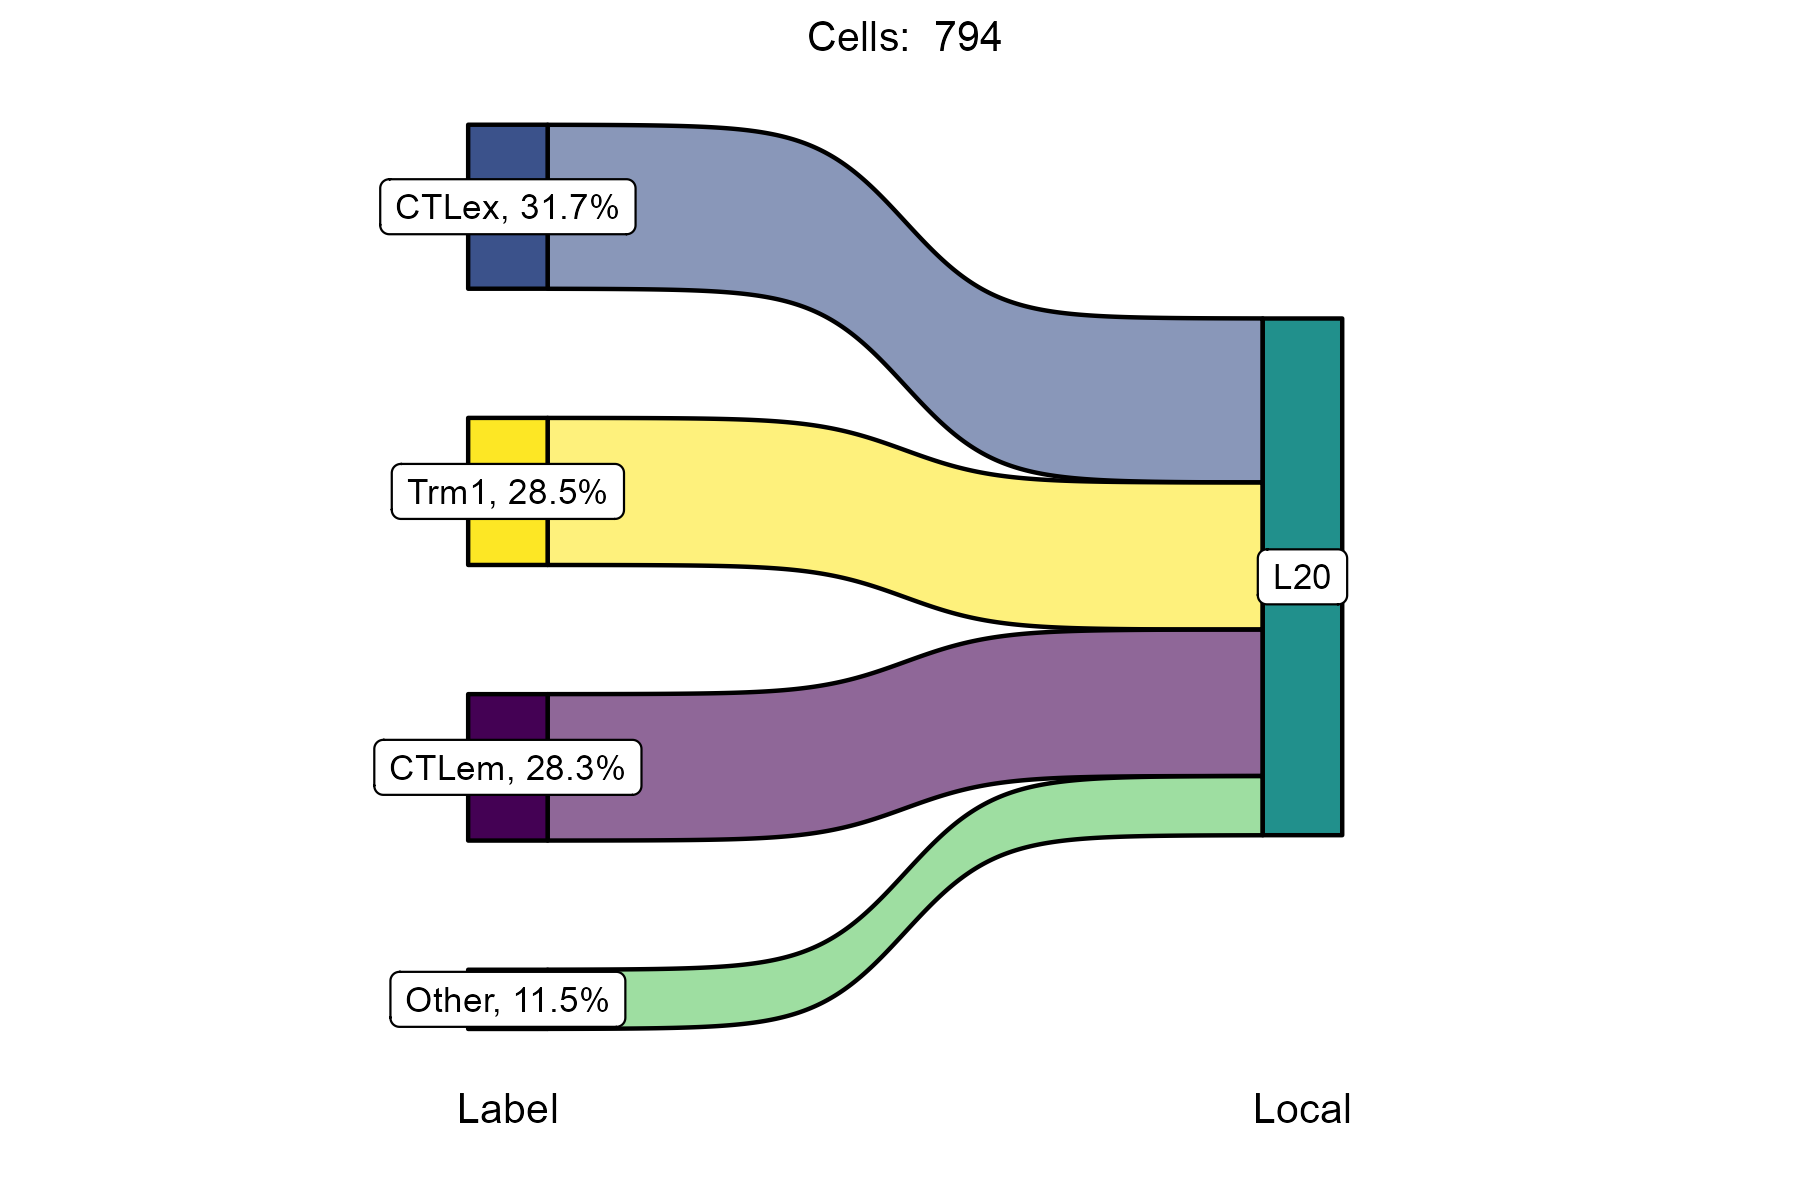 Cells:  794
CTLex, 31.7%
Trm1, 28.5%
L20
CTLem, 28.3%
Other, 11.5%
Label
Local